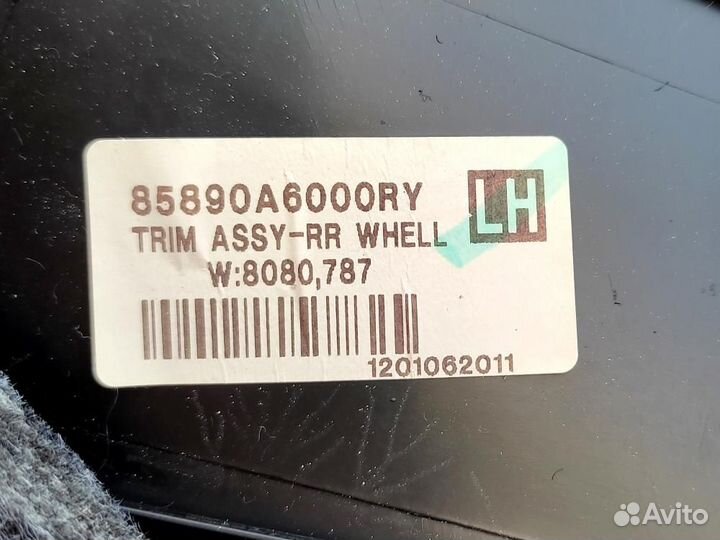 85890A6000RY
LH
TRIM ASSY-RR WHELL
W:8080,787
1201062011
Avito